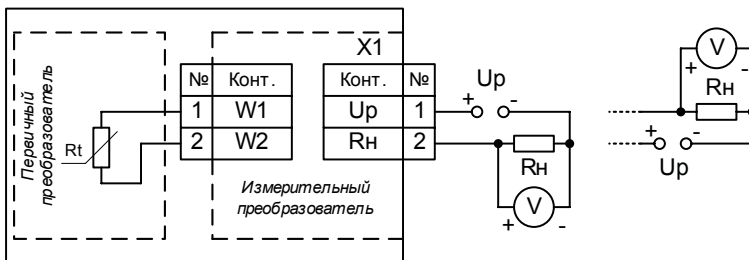 X1
№ Конт.
1 W1
2 W2
Конт. №
Up 1
Rн 2
Первичный
преобразователь
Rt
Измерительный
преобразователь
Up
+ -
Rн
V
+ -
V
+ -
Rн
+ -
Up